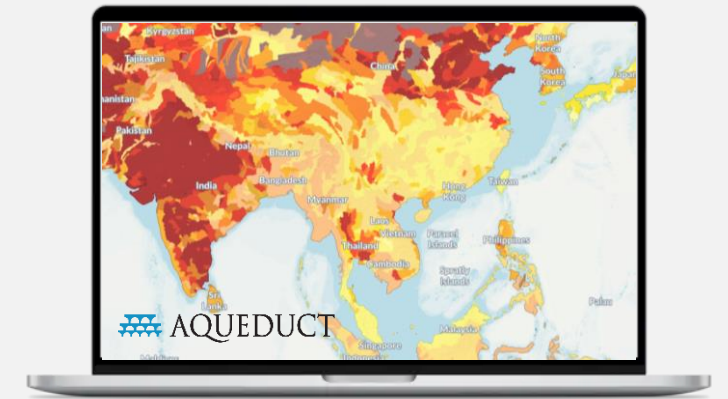 Kyrgyzstan
Tajikistan
China
North
Korea
South
Korea
Japan
Pakistan
Nepal
Bhutan
India
Bangladesh
Myanmar
Hong
Kong
Taiwan
Laos
Vietnam
Paracel
Islands
Philippines
Thailand
Cambodia
Spratly
Islands
Sri
Lanka
Palau
AQUEDUCT
Malaysia
Singapore